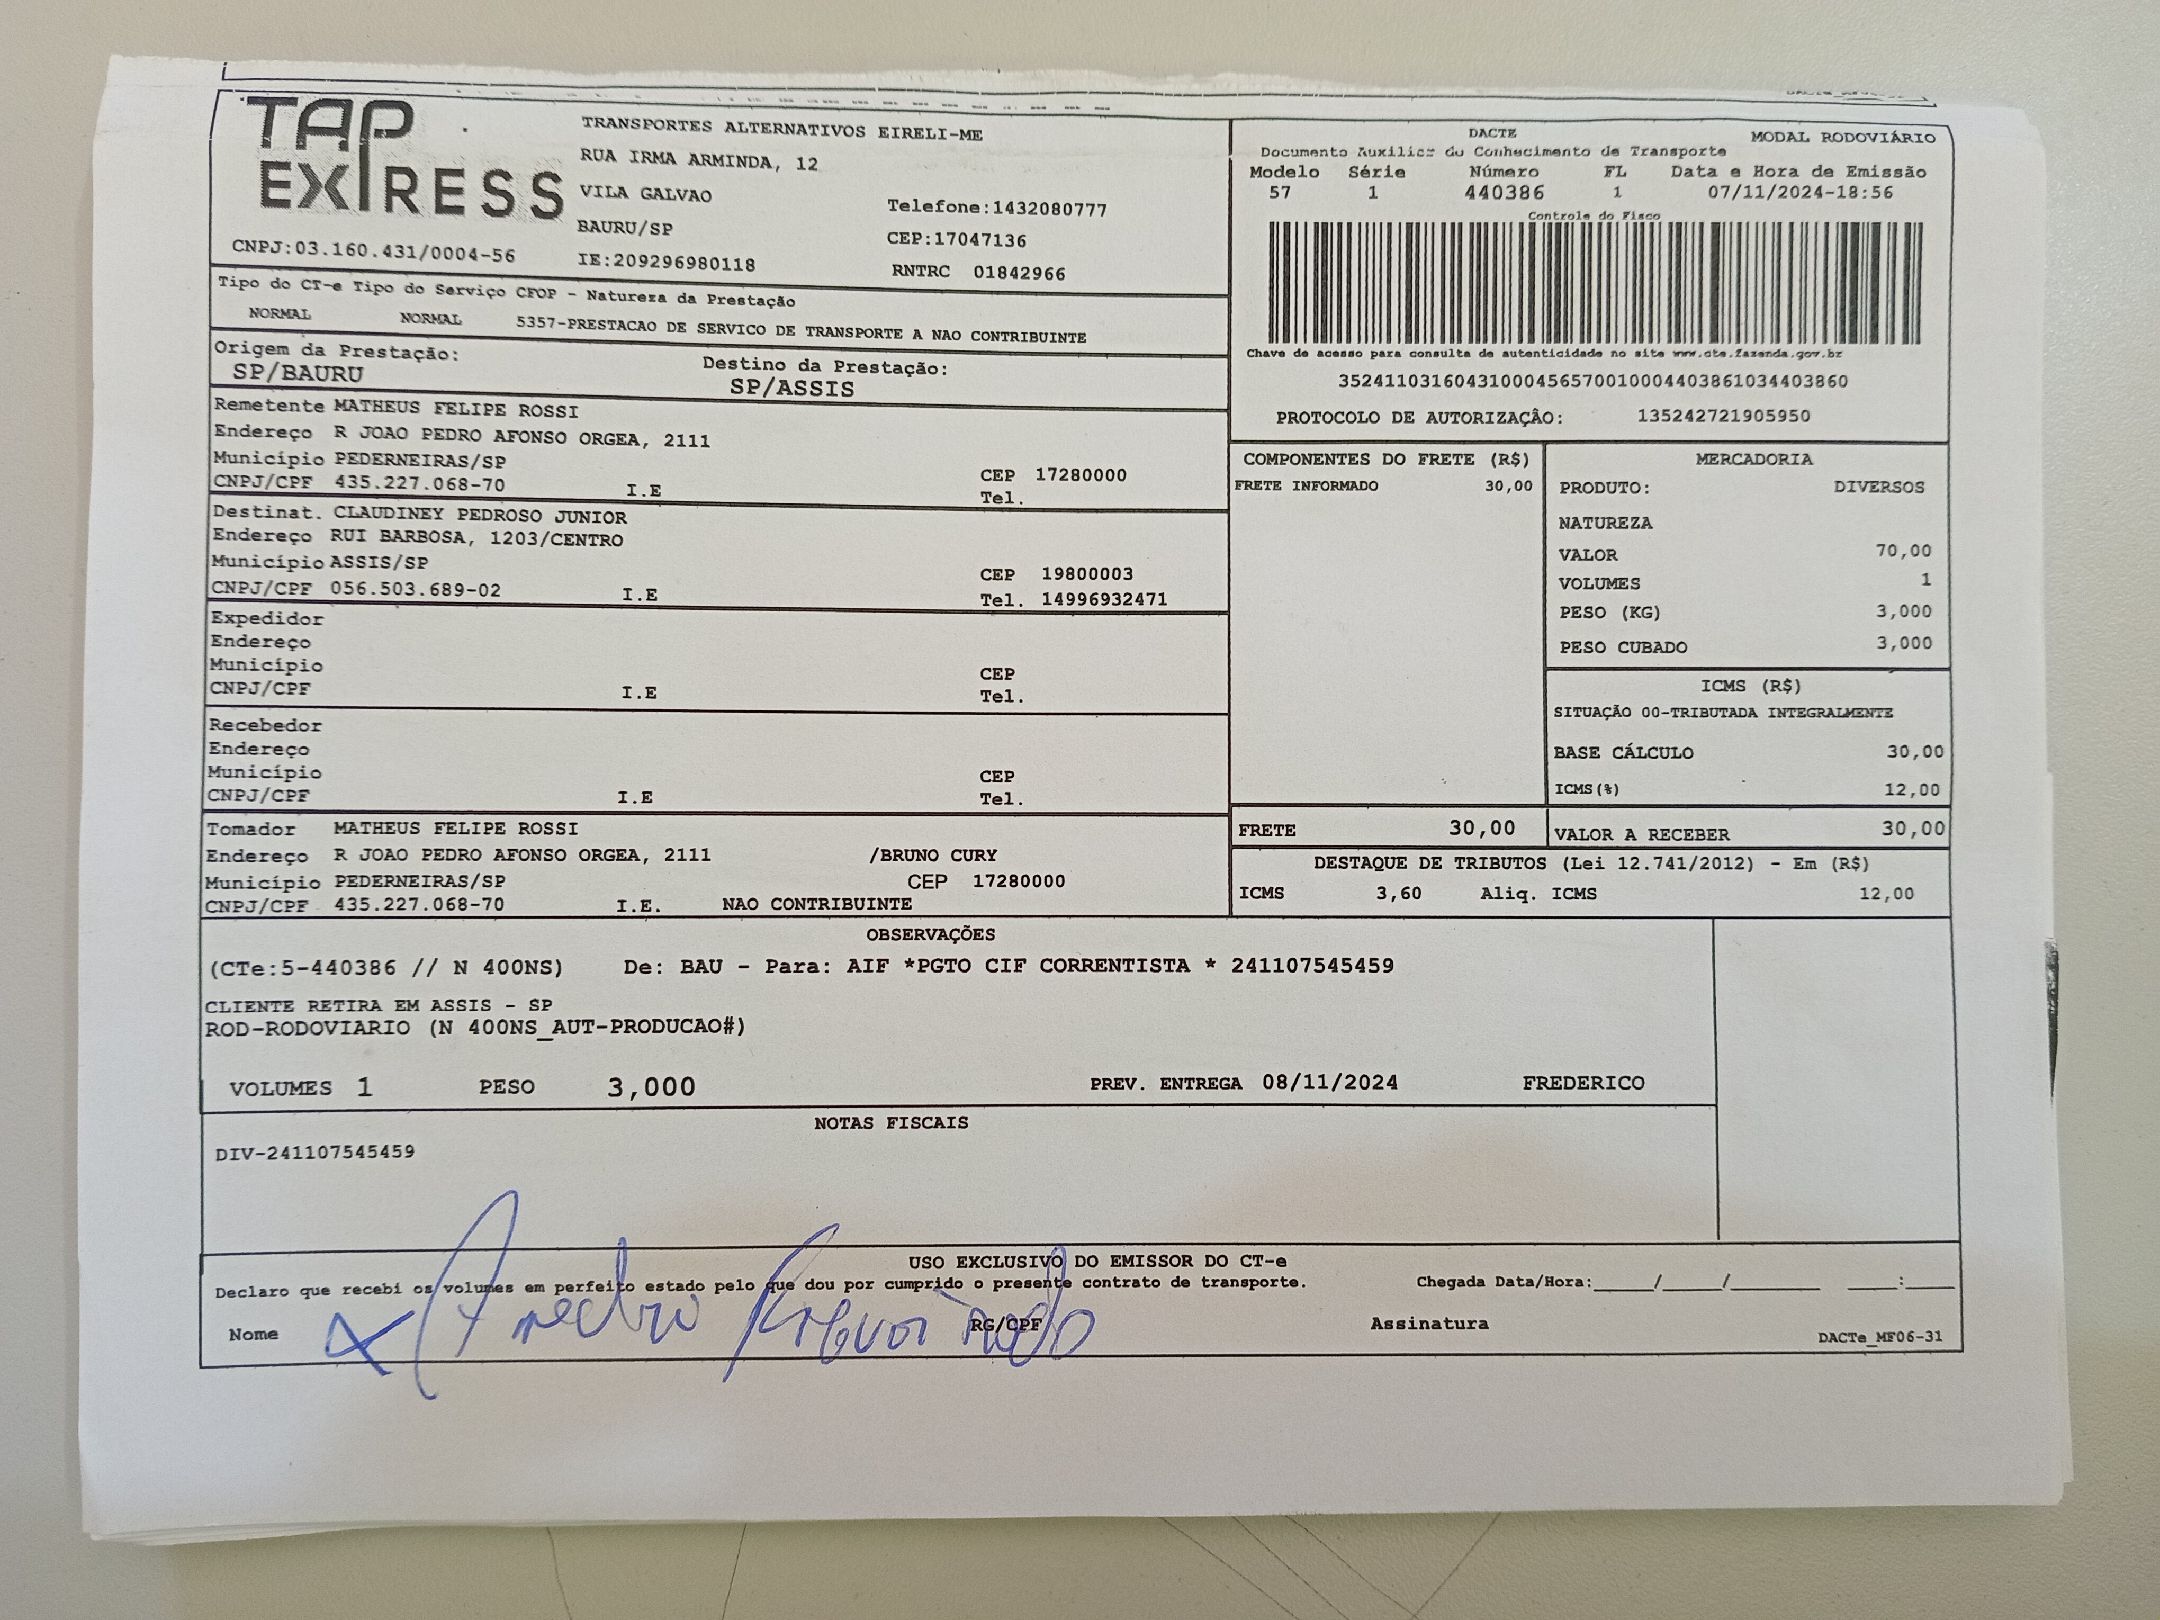 TAP
EXPRESS
CNPJ:03.160.431/0004-56
TRANSPORTES ALTERNATIVOS EIRELI-ME
RUA IRMA ARMINDA, 12
VILA GALVAO
BAURU/SP
IE:209296980118
Telefone:1432080777
CEP:17047136
RNTRC 01842966
DACTE
MODAL RODOVIÁRIO
Documento Auxiliar do Conhecimento de Transporte
Modelo Série Número FL Data e Hora de Emissão
57 1 440386 1 07/11/2024-18:56
Controle do Fisco
Chave de acesso para consulta de autenticidade no site www.cte.fazenda.gov.br
35241103160431000456570010004403861034403860
PROTOCOLO DE AUTORIZAÇÃO: 135242721905950
Tipo do CT-e Tipo do Serviço CFOP - Natureza da Prestação
NORMAL NORMAL 5357-PRESTACAO DE SERVICO DE TRANSPORTE A NAO CONTRIBUINTE
Origem da Prestação: Destino da Prestação:
SP/BAURU SP/ASSIS
Remetente MATHEUS FELIPE ROSSI
Endereço R JOAO PEDRO AFONSO ORGEA, 2111
Município PEDERNEIRAS/SP CEP 17280000
CNPJ/CPF 435.227.068-70 I.E Tel.
Destinat. CLAUDINEY PEDROSO JUNIOR
Endereço RUI BARBOSA, 1203/CENTRO
Município ASSIS/SP CEP 19800003
CNPJ/CPF 056.503.689-02 I.E Tel. 14996932471
Expedidor
Endereço
Município CEP
CNPJ/CPF I.E Tel.
Recebedor
Endereço
Município CEP
CNPJ/CPF I.E Tel.
Tomador MATHEUS FELIPE ROSSI
Endereço R JOAO PEDRO AFONSO ORGEA, 2111 /BRUNO CURY
Município PEDERNEIRAS/SP CEP 17280000
CNPJ/CPF 435.227.068-70 I.E. NAO CONTRIBUINTE
COMPONENTES DO FRETE (R$)
FRETE INFORMADO 30,00
MERCADORIA
PRODUTO: DIVERSOS
NATUREZA
VALOR 70,00
VOLUMES 1
PESO (KG) 3,000
PESO CUBADO 3,000
ICMS (R$)
SITUAÇÃO 00-TRIBUTADA INTEGRALMENTE
BASE CÁLCULO 30,00
ICMS(%) 12,00
FRETE 30,00 VALOR A RECEBER 30,00
DESTAQUE DE TRIBUTOS (Lei 12.741/2012) - Em (R$)
ICMS 3,60 Aliq. ICMS 12,00
OBSERVAÇÕES
(CTe:5-440386 // N 400NS) De: BAU - Para: AIF *PGTO CIF CORRENTISTA * 241107545459
CLIENTE RETIRA EM ASSIS - SP
ROD-RODOVIARIO (N 400NS_AUT-PRODUCAO#)
VOLUMES 1 PESO 3,000 PREV. ENTREGA 08/11/2024 FREDERICO
NOTAS FISCAIS
DIV-241107545459
USO EXCLUSIVO DO EMISSOR DO CT-e
Declaro que recebi os volumes em perfeito estado pelo que dou por cumprido o presente contrato de transporte. Chegada Data/Hora:____/____/______ ____:____
Nome RG/CPF Assinatura
DACTe_MF06-31